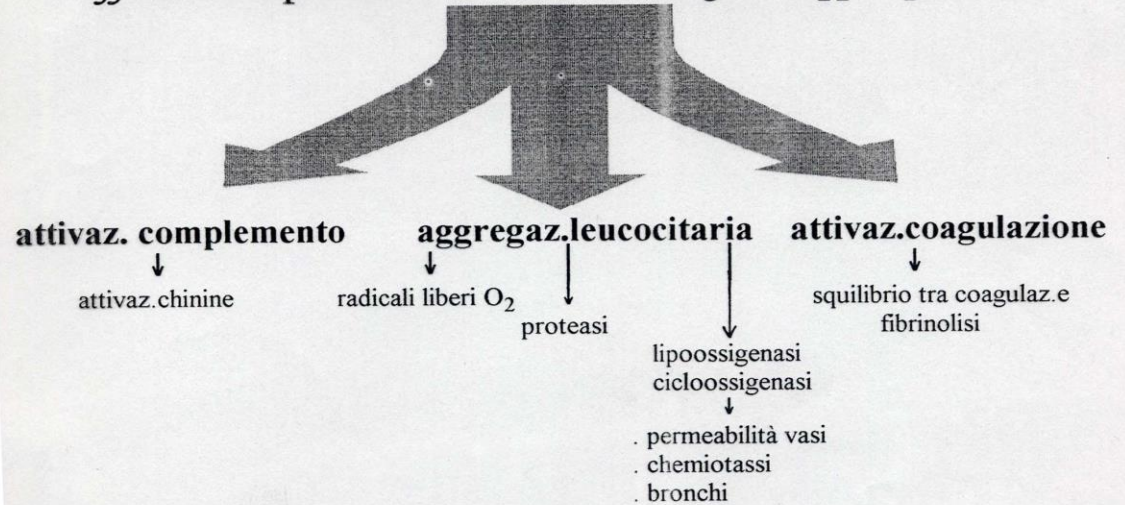 attivaz. complemento aggregaz.leucocitaria attivaz.coagulazione
attivaz.chinine
radicali liberi O₂
proteasi
squilibrio tra coagulaz.e
fibrinolisi
lipoossigenasi
cicloossigenasi
. permeabilità vasi
. chemiotassi
. bronchi